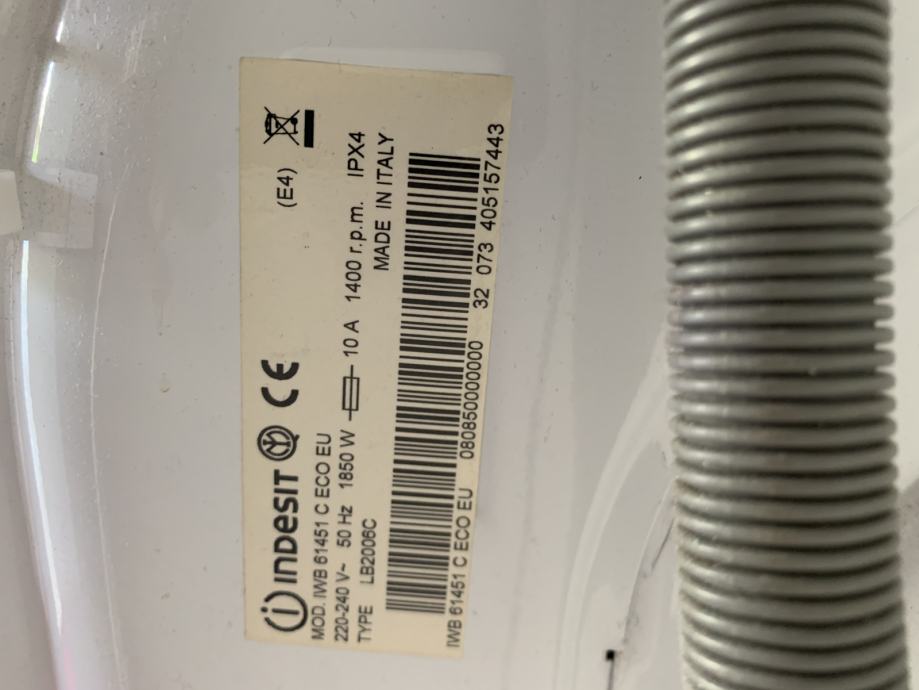 INDESIT CE
MOD. IWB 61451 C ECO EU (E4)
220-240 V~ 50 Hz 1850 W 10 A 1400 r.p.m. IPX4
TYPE LB2006C MADE IN ITALY
IWB 61451 C ECO EU 080850000000 32 073 405157443